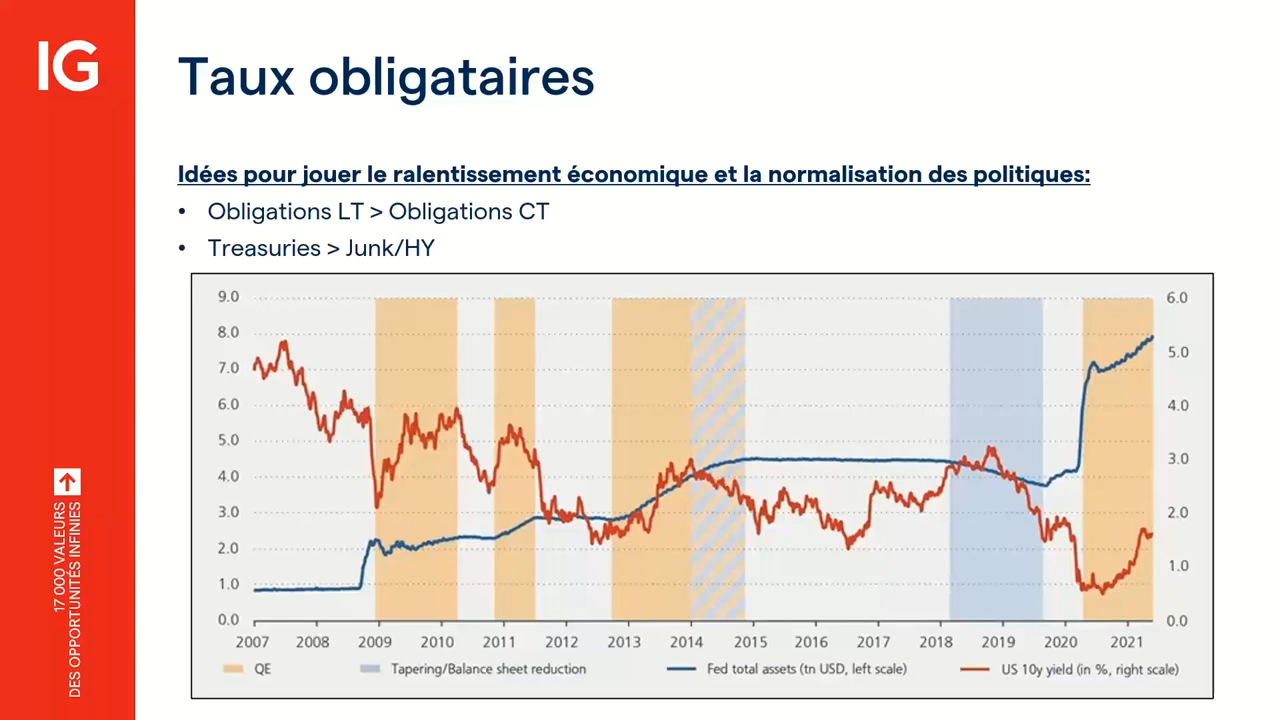 IG
Taux obligataires
Idées pour jouer le ralentissement économique et la normalisation des politiques:
• Obligations LT > Obligations CT
• Treasuries > Junk/HY
9.0
8.0
7.0
6.0
5.0
4.0
3.0
2.0
1.0
0.0
6.0
5.0
4.0
3.0
2.0
1.0
0.0
2007 2008 2009 2010 2011 2012 2013 2014 2015 2016 2017 2018 2019 2020 2021
QE Tapering/Balance sheet reduction Fed total assets (tn USD, left scale) US 10y yield (in %, right scale)
17 000 VALEURS
DES OPPORTUNITÉS INFINIES